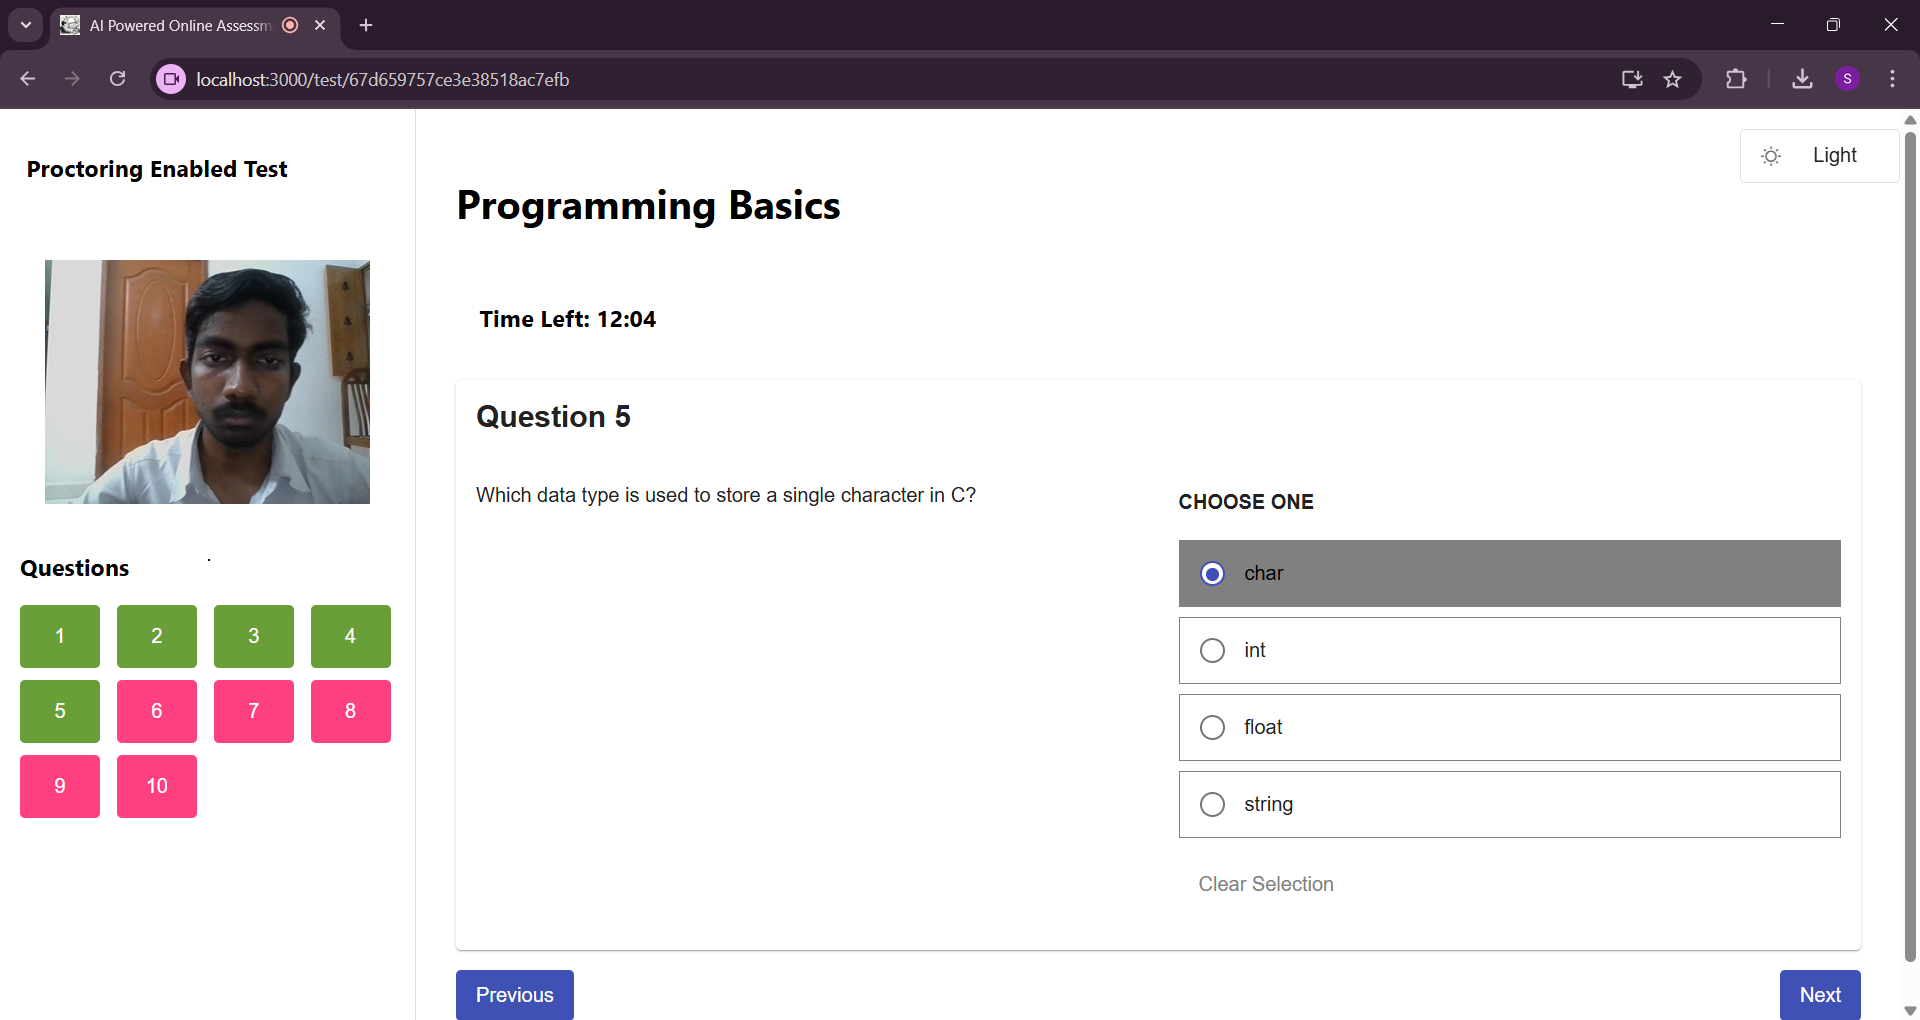 AI Powered Online Assessm
localhost:3000/test/67d659757ce3e38518ac7efb
S
Proctoring Enabled Test
Light
Programming Basics
Time Left: 12:04
Question 5
Which data type is used to store a single character in C?
CHOOSE ONE
char
int
float
string
Clear Selection
Questions
1 2 3 4
5 6 7 8
9 10
Previous
Next